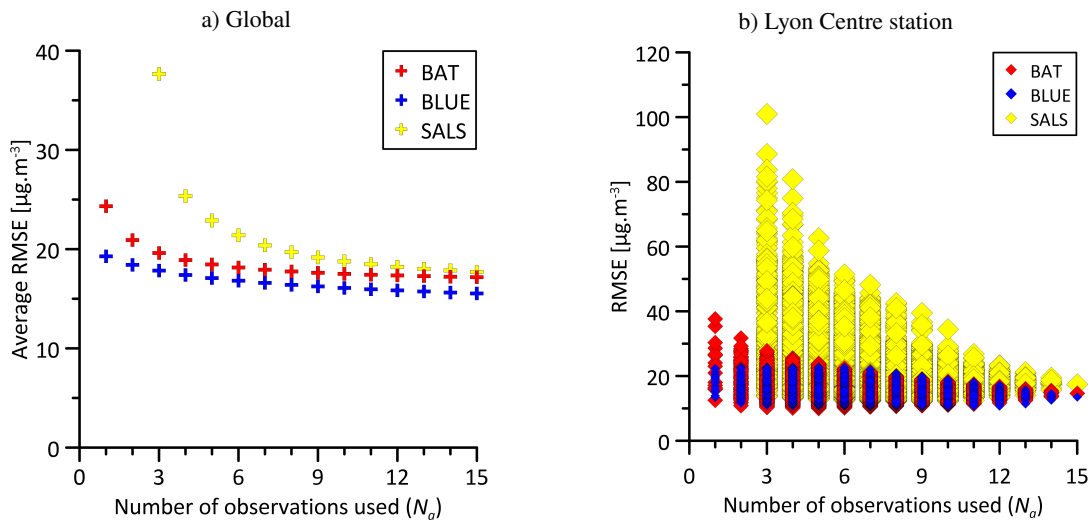 a) Global
40
30
20
10
0
0 3 6 9 12 15
Average RMSE [µg.m-3]
Number of observations used (Na)
BAT
BLUE
SALS
b) Lyon Centre station
120
100
80
60
40
20
0
0 3 6 9 12 15
RMSE [µg.m-3]
Number of observations used (Na)
BAT
BLUE
SALS